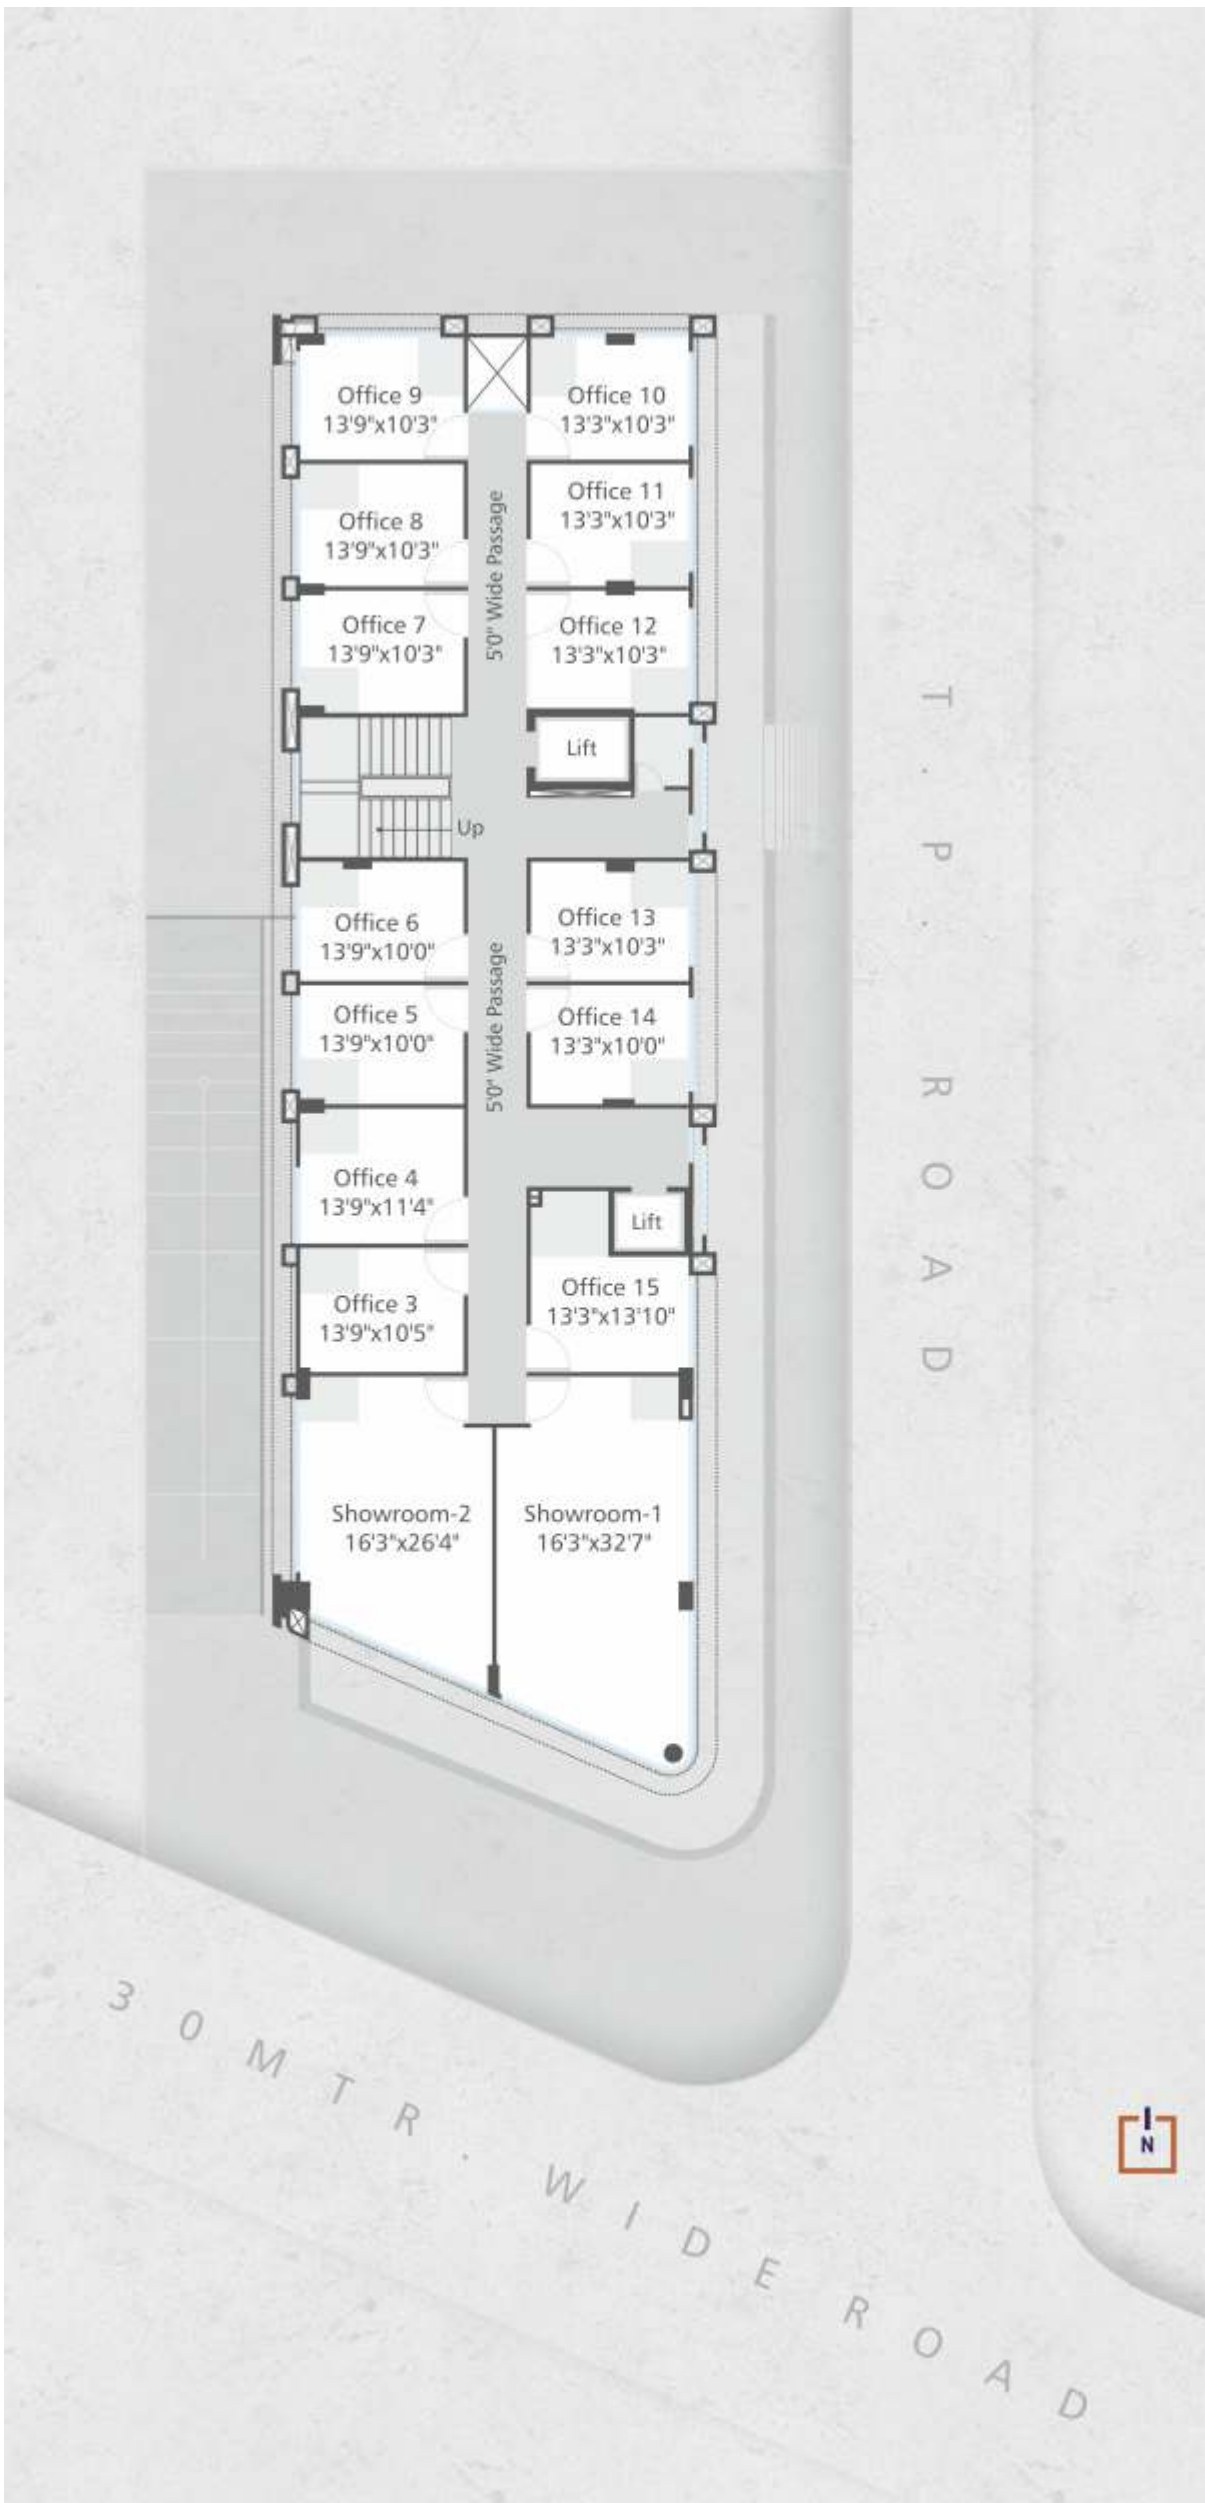 Office 9
13'9"x10'3"
Office 10
13'3"x10'3"
Office 8
13'9"x10'3"
Office 11
13'3"x10'3"
5'0" Wide Passage
Office 7
13'9"x10'3"
Office 12
13'3"x10'3"
Lift
Up
Office 6
13'9"x10'0"
Office 13
13'3"x10'3"
5'0" Wide Passage
Office 5
13'9"x10'0"
Office 14
13'3"x10'0"
Office 4
13'9"x11'4"
Lift
Office 3
13'9"x10'5"
Office 15
13'3"x13'10"
Showroom-2
16'3"x26'4"
Showroom-1
16'3"x32'7"
T.P. ROAD
30MTR. WIDE ROAD
N